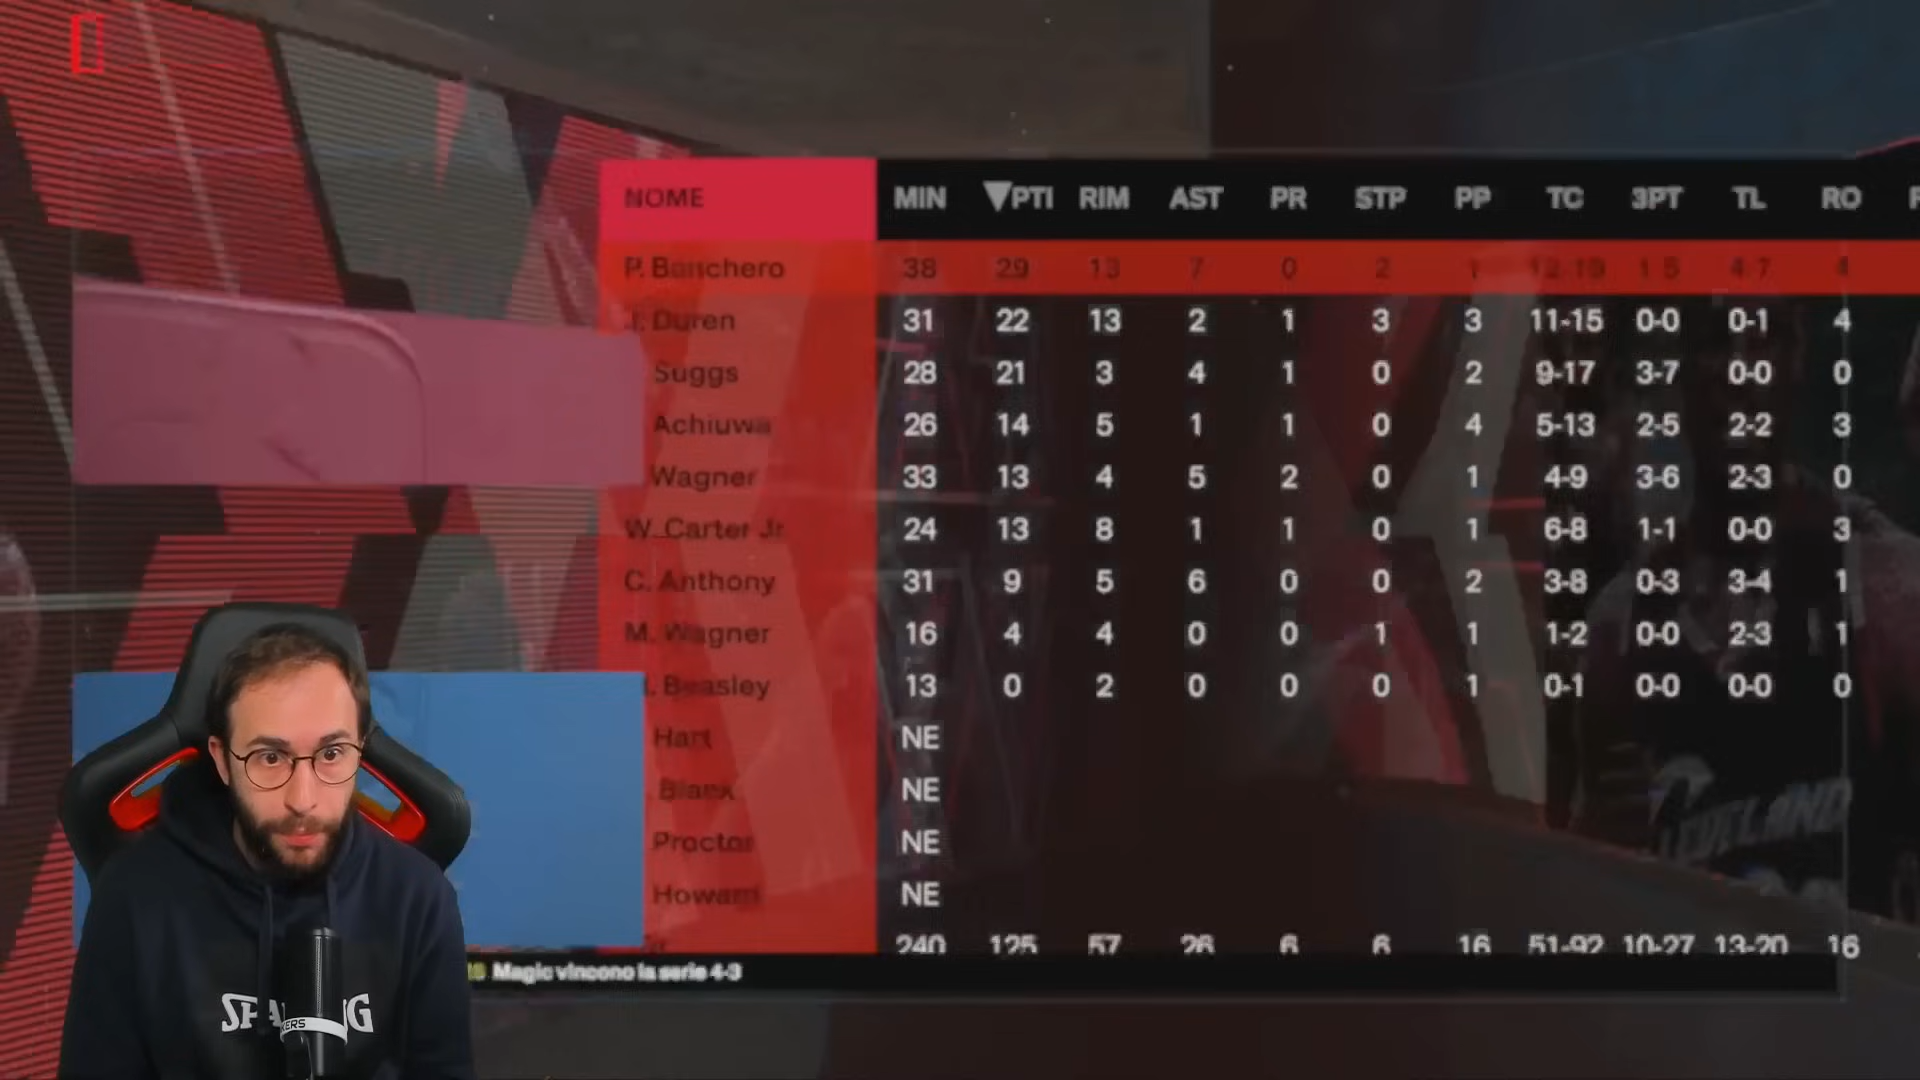 NOME MIN ▼PTI RIM AST PR STP PP TC 3PT TL RO
P. Banchero 38 29 13 7 0 2 1 12-19 1-5 4-7 4
J. Duren 31 22 13 2 1 3 3 11-15 0-0 0-1 4
Suggs 28 21 3 4 1 0 2 9-17 3-7 0-0 0
Achiuwa 26 14 5 1 1 0 4 5-13 2-5 2-2 3
Wagner 33 13 4 5 2 0 1 4-9 3-6 2-3 0
W. Carter Jr 24 13 8 1 1 0 1 6-8 1-1 0-0 3
C. Anthony 31 9 5 6 0 0 2 3-8 0-3 3-4 1
M. Wagner 16 4 4 0 0 1 1 1-2 0-0 2-3 1
Beasley 13 0 2 0 0 0 1 0-1 0-0 0-0 0
Hart NE
Black NE
Proctor NE
Howard NE
240 125 57 26 6 6 16 51-92 10-27 13-20 16
Magic vincono la serie 4-3